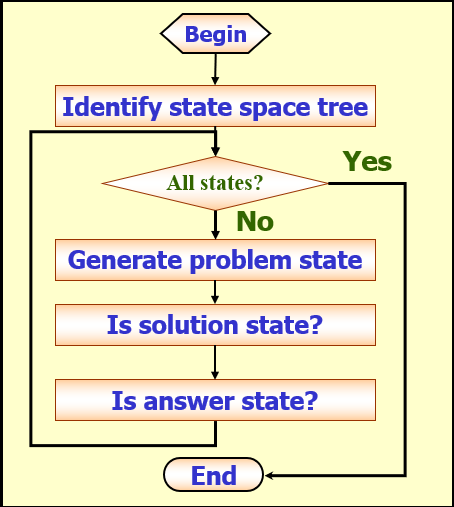 Begin
Identify state space tree
All states?
Yes
No
Generate problem state
Is solution state?
Is answer state?
End